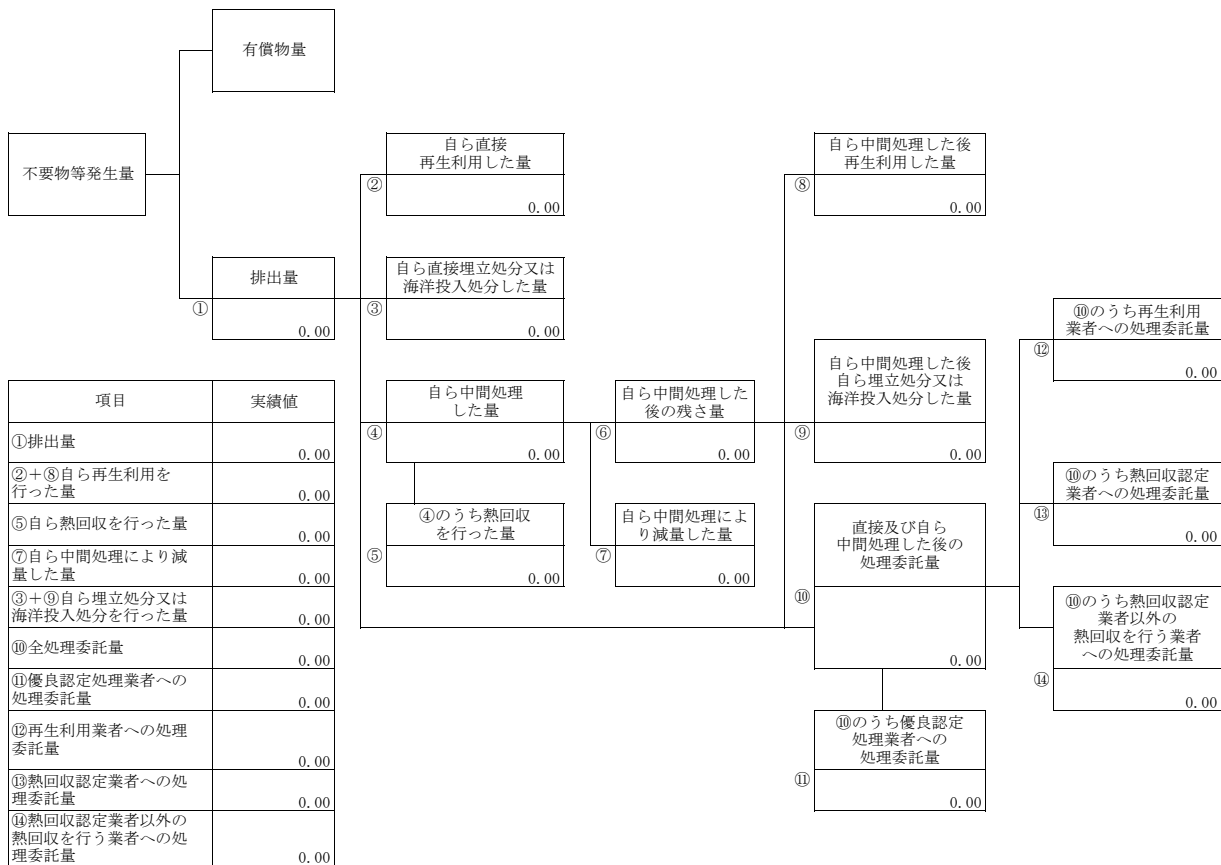 有償物量
不要物等発生量
自ら直接
再生利用した量
②
0.00
自ら中間処理した後
再生利用した量
⑧
0.00
排出量
①
0.00
自ら直接埋立処分又は
海洋投入処分した量
③
0.00
⑩のうち再生利用
業者への処理委託量
⑫
0.00
自ら中間処理
した量
④
0.00
自ら中間処理した
後の残さ量
⑥
0.00
自ら中間処理した後
自ら埋立処分又は
海洋投入処分した量
⑨
0.00
④のうち熱回収
を行った量
⑤
0.00
自ら中間処理によ
り減量した量
⑦
0.00
直接及び自ら
中間処理した後の
処理委託量
⑩
0.00
⑩のうち熱回収認定
業者への処理委託量
⑬
0.00
⑩のうち熱回収認定
業者以外の
熱回収を行う業者
への処理委託量
⑭
0.00
⑩のうち優良認定
処理業者への
処理委託量
⑪
0.00
項目 実績値
①排出量 0.00
②＋⑧自ら再生利用を
行った量 0.00
⑤自ら熱回収を行った量 0.00
⑦自ら中間処理により減
量した量 0.00
③＋⑨自ら埋立処分又は
海洋投入処分を行った量 0.00
⑩全処理委託量 0.00
⑪優良認定処理業者への
処理委託量 0.00
⑫再生利用業者への処理
委託量 0.00
⑬熱回収認定業者への処
理委託量 0.00
⑭熱回収認定業者以外の
熱回収を行う業者への処
理委託量 0.00